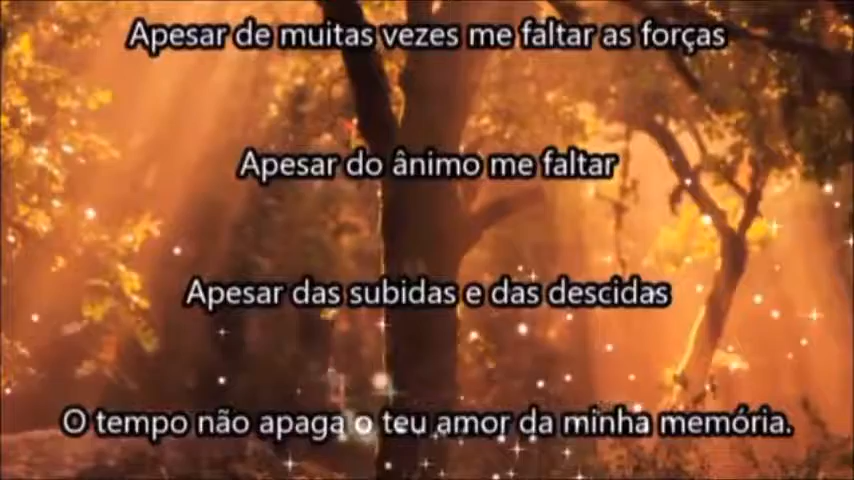 Apesar de muitas vezes me faltar as forças
Apesar do ânimo me faltar
Apesar das subidas e das descidas
O tempo não apaga o teu amor da minha memória.